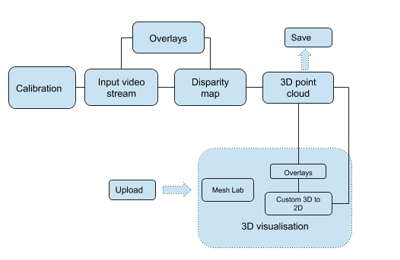 Overlays
Save
Calibration
Input video
stream
Disparity
map
3D point
cloud
Upload
Mesh Lab
Overlays
Custom 3D to
2D
3D visualisation